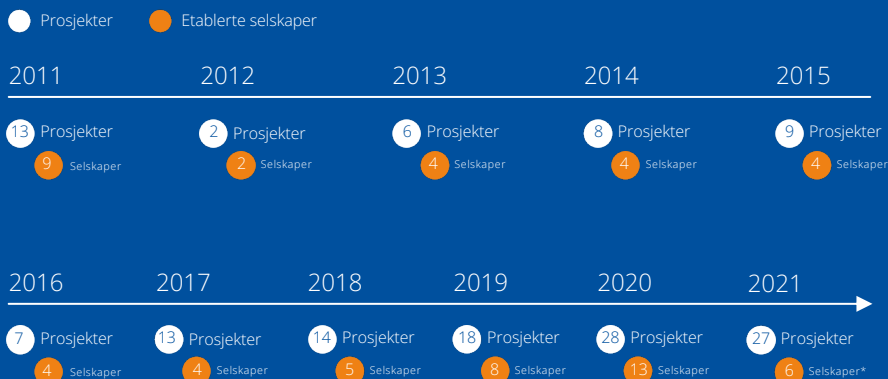 Prosjekter Etablerte selskaper
2011 2012 2013 2014 2015
13 Prosjekter 2 Prosjekter 6 Prosjekter 8 Prosjekter 9 Prosjekter
9 Selskaper 2 Selskaper 4 Selskaper 4 Selskaper 4 Selskaper
2016 2017 2018 2019 2020 2021
7 Prosjekter 13 Prosjekter 14 Prosjekter 18 Prosjekter 28 Prosjekter 27 Prosjekter
4 Selskaper 4 Selskaper 5 Selskaper 8 Selskaper 13 Selskaper 6 Selskaper*